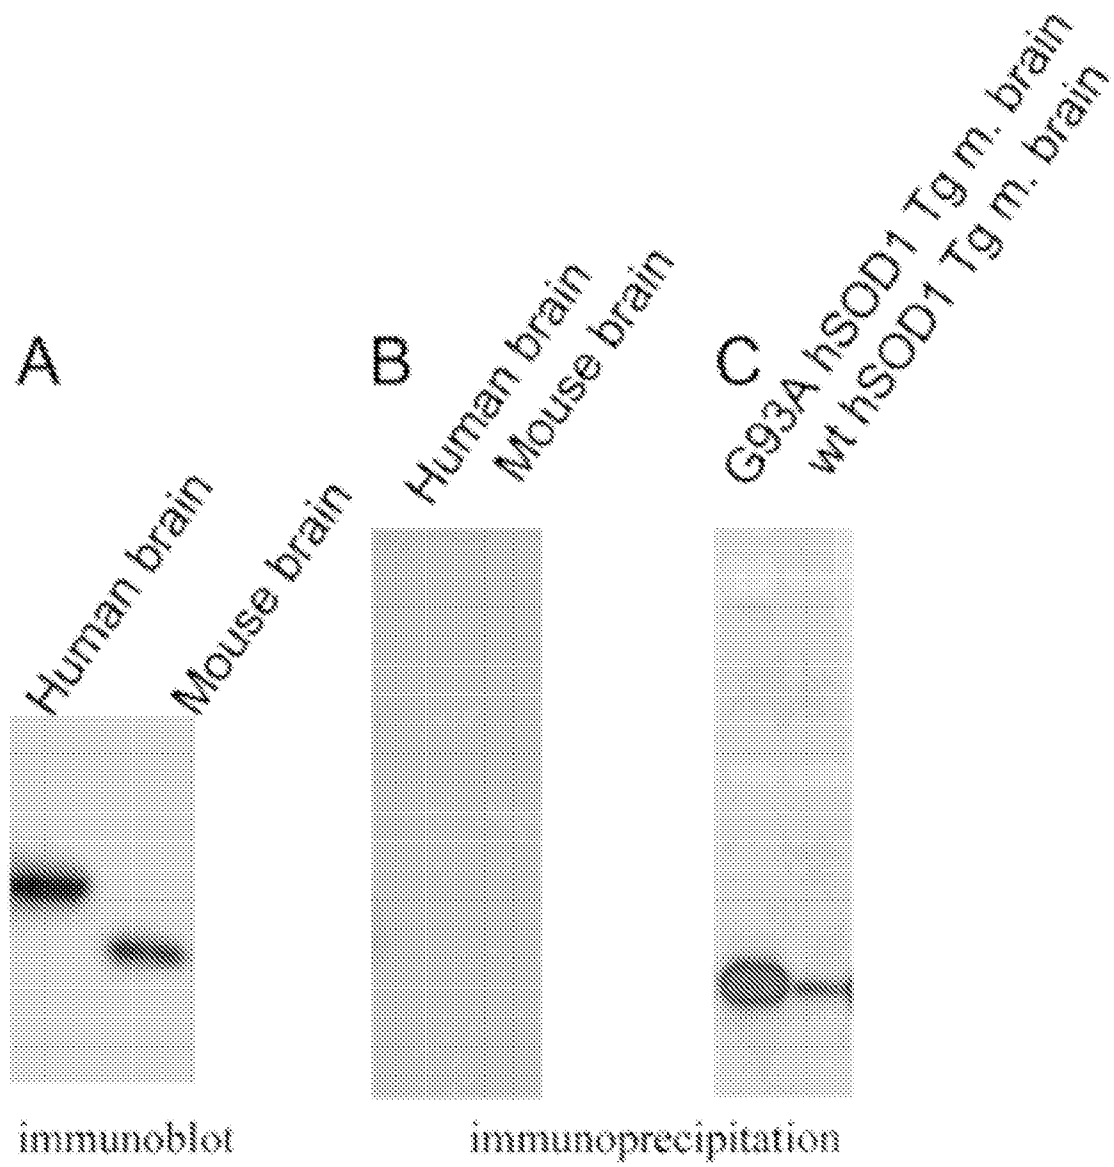 A
Human brain
Mouse brain
B
Human brain
Mouse brain
C
G93A hSOD1 Tg m. brain
wt hSOD1 Tg m. brain
immunoblot
immunoprecipitation